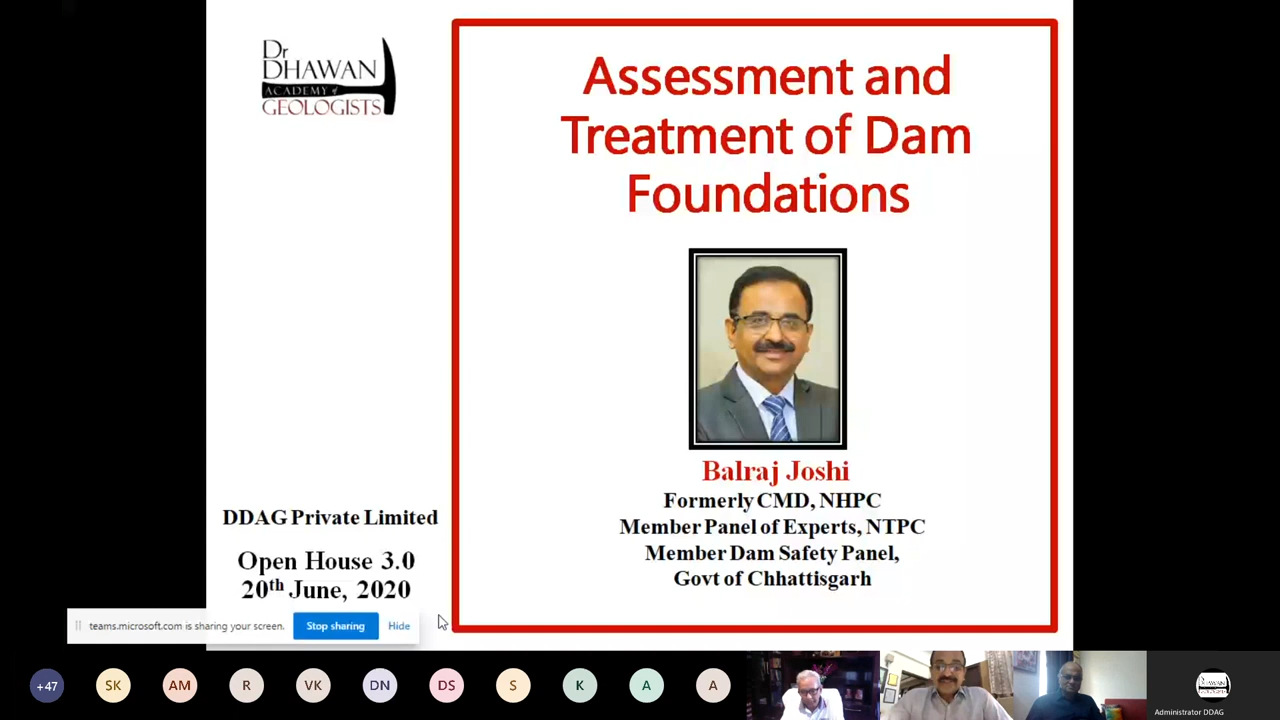 Dr
DHAWAN
ACADEMY of
GEOLOGISTS
Assessment and
Treatment of Dam
Foundations
Balraj Joshi
Formerly CMD, NHPC
Member Panel of Experts, NTPC
Member Dam Safety Panel,
Govt of Chhattisgarh
DDAG Private Limited
Open House 3.0
20th June, 2020
teams.microsoft.com is sharing your screen.
Stop sharing
Hide
+47
SK
AM
R
VK
DN
DS
S
K
A
A
DHAWAN
GEOLOGISTS
Administrator DDAG